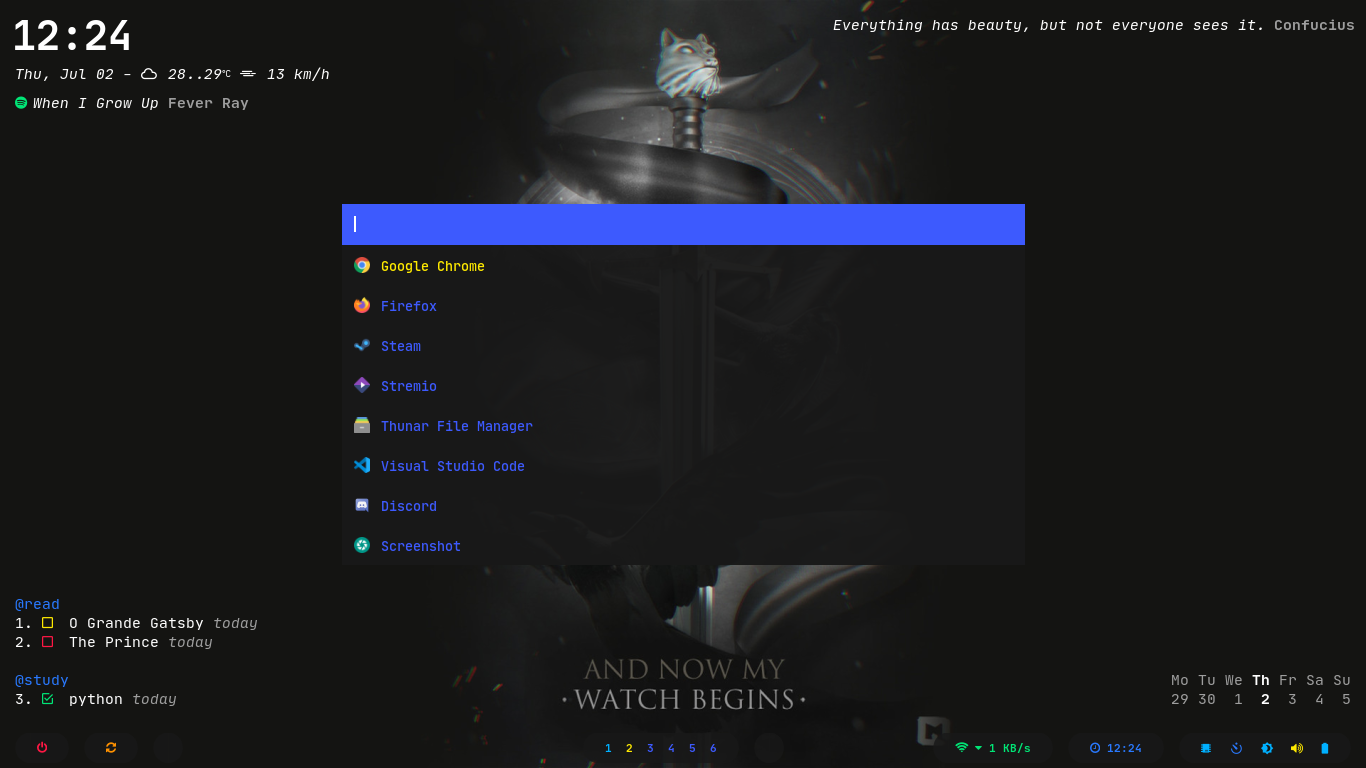 12:24
Everything has beauty, but not everyone sees it. Confucius
Thu, Jul 02 - 28..29°C 13 km/h
When I Grow Up Fever Ray
Google Chrome
Firefox
Steam
Stremio
Thunar File Manager
Visual Studio Code
Discord
Screenshot
@read
1. O Grande Gatsby today
2. The Prince today
@study
3. python today
AND NOW MY
·WATCH BEGINS·
Mo Tu We Th Fr Sa Su
29 30 1 2 3 4 5
1 2 3 4 5 6
1 KB/s
12:24